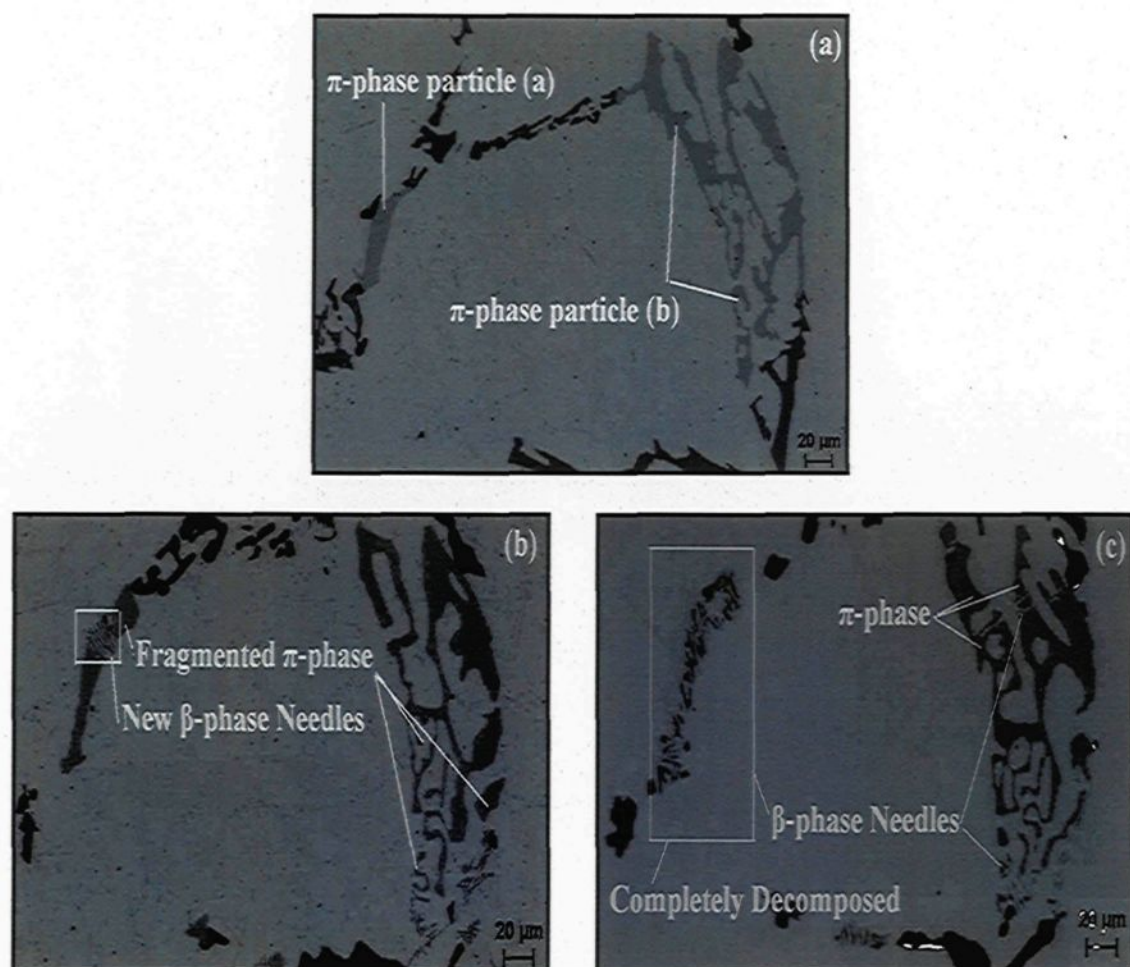 (a)
π-phase particle (a)
π-phase particle (b)
20 µm
(b)
Fragmented π-phase
New β-phase Needles
20 µm
(c)
π-phase
β-phase Needles
Completely Decomposed
20 µm